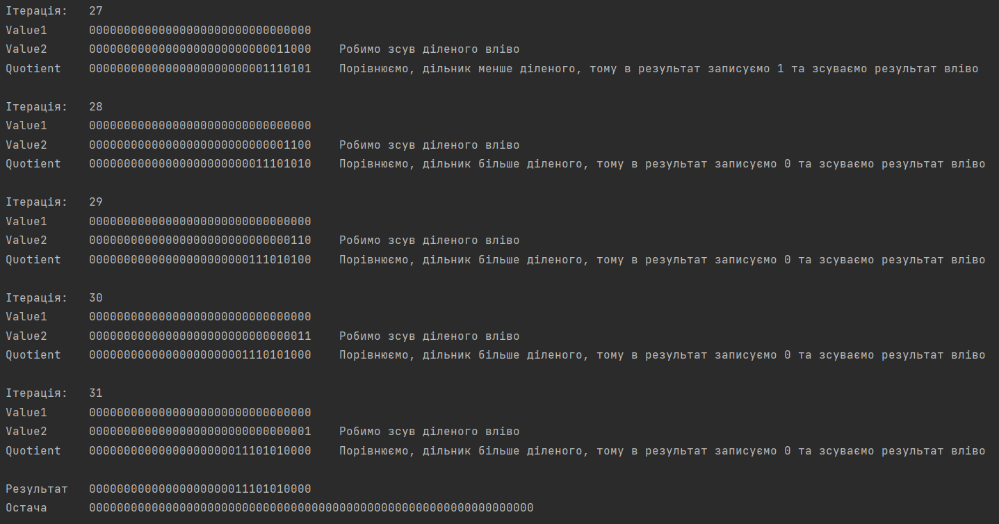 Ітерація: 27
Value1 00000000000000000000000000000000
Value2 00000000000000000000000000011000 Робимо зсув діленого вліво
Quotient 00000000000000000000000001110101 Порівнюємо, дільник менше діленого, тому в результат записуємо 1 та зсуваємо результат вліво
Ітерація: 28
Value1 00000000000000000000000000000000
Value2 00000000000000000000000000001100 Робимо зсув діленого вліво
Quotient 00000000000000000000000011101010 Порівнюємо, дільник більше діленого, тому в результат записуємо 0 та зсуваємо результат вліво
Ітерація: 29
Value1 00000000000000000000000000000000
Value2 00000000000000000000000000000110 Робимо зсув діленого вліво
Quotient 00000000000000000000000111010100 Порівнюємо, дільник більше діленого, тому в результат записуємо 0 та зсуваємо результат вліво
Ітерація: 30
Value1 00000000000000000000000000000000
Value2 00000000000000000000000000000011 Робимо зсув діленого вліво
Quotient 00000000000000000000001110101000 Порівнюємо, дільник більше діленого, тому в результат записуємо 0 та зсуваємо результат вліво
Ітерація: 31
Value1 00000000000000000000000000000000
Value2 00000000000000000000000000000001 Робимо зсув діленого вліво
Quotient 00000000000000000000011101010000 Порівнюємо, дільник більше діленого, тому в результат записуємо 0 та зсуваємо результат вліво
Результат 00000000000000000000011101010000
Остача 0000000000000000000000000000000000000000000000000000000000000000